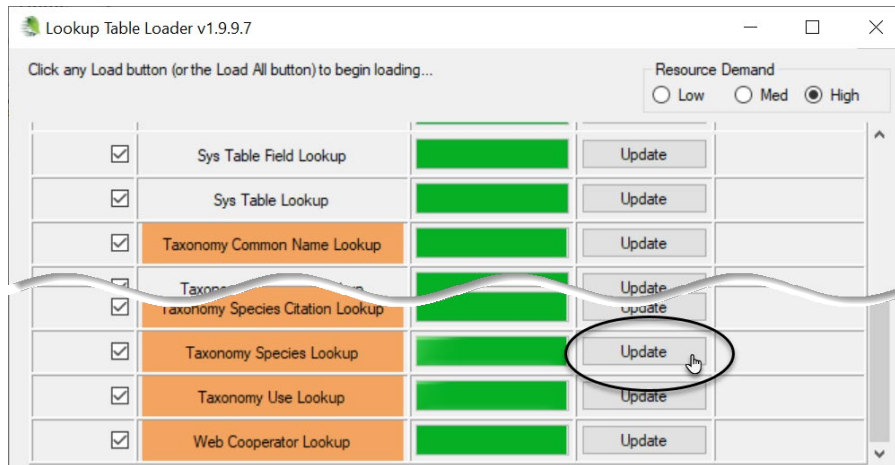 Lookup Table Loader v1.9.9.7
Click any Load button (or the Load All button) to begin loading...
Resource Demand
Low Med High
Sys Table Field Lookup Update
Sys Table Lookup Update
Taxonomy Common Name Lookup Update
Update
Taxonomy Species Citation Lookup Update
Taxonomy Species Lookup Update
Taxonomy Use Lookup Update
Web Cooperator Lookup Update